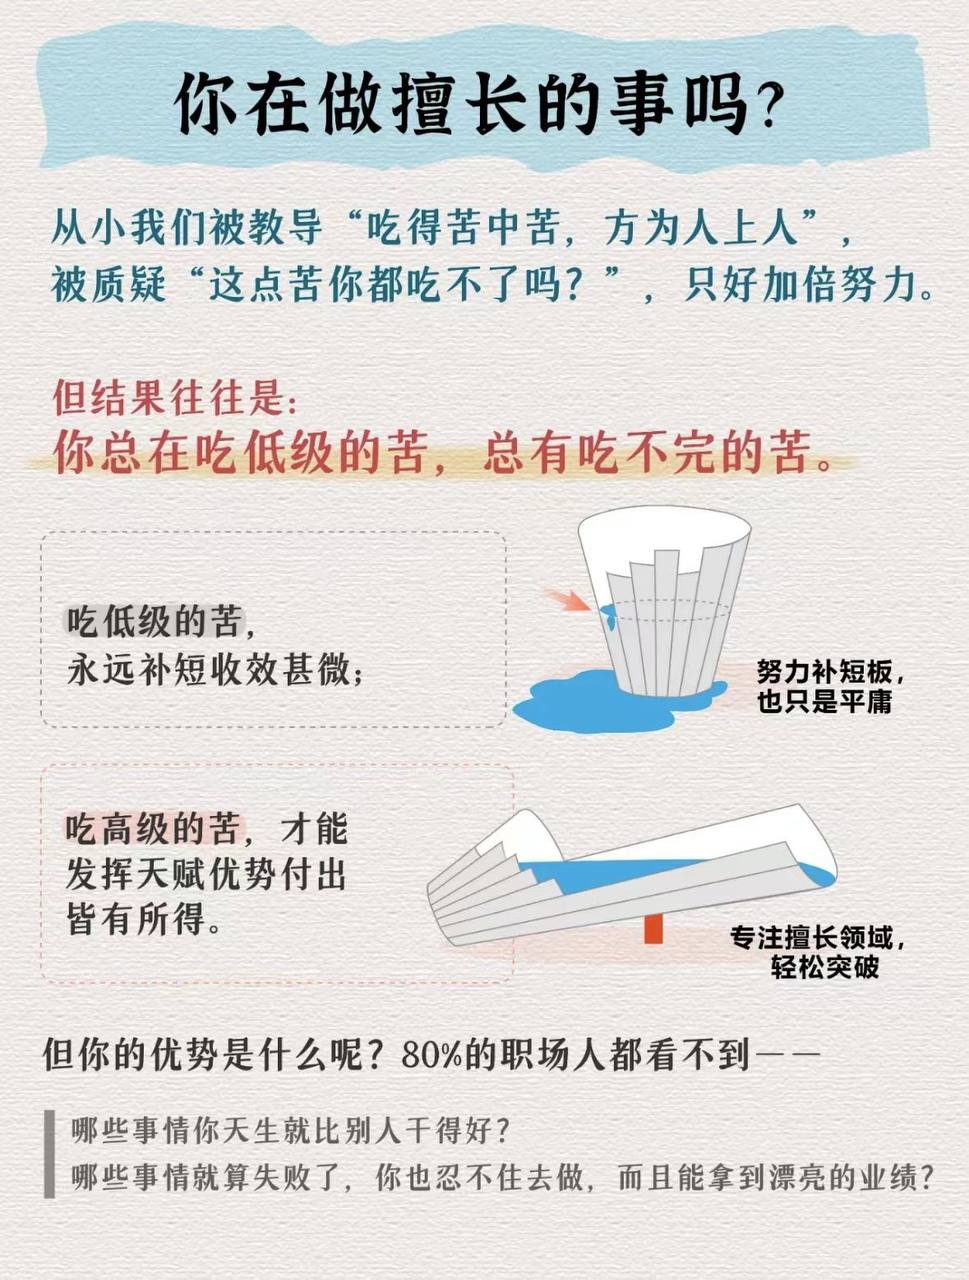 你在做擅长的事吗?
从小我们被教导“吃得苦中苦，方为人上人”，
被质疑“这点苦你都吃不了吗？”，只好加倍努力。
但结果往往是:
你总在吃低级的苦，总有吃不完的苦。
吃低级的苦，
永远补短收效甚微;
努力补短板，
也只是平庸
吃高级的苦，才能
发挥天赋优势付出
皆有所得。
专注擅长领域，
轻松突破
但你的优势是什么呢？80%的职场人都看不到——
哪些事情你天生就比别人干得好?
哪些事情就算失败了，你也忍不住去做，而且能拿到漂亮的业绩?